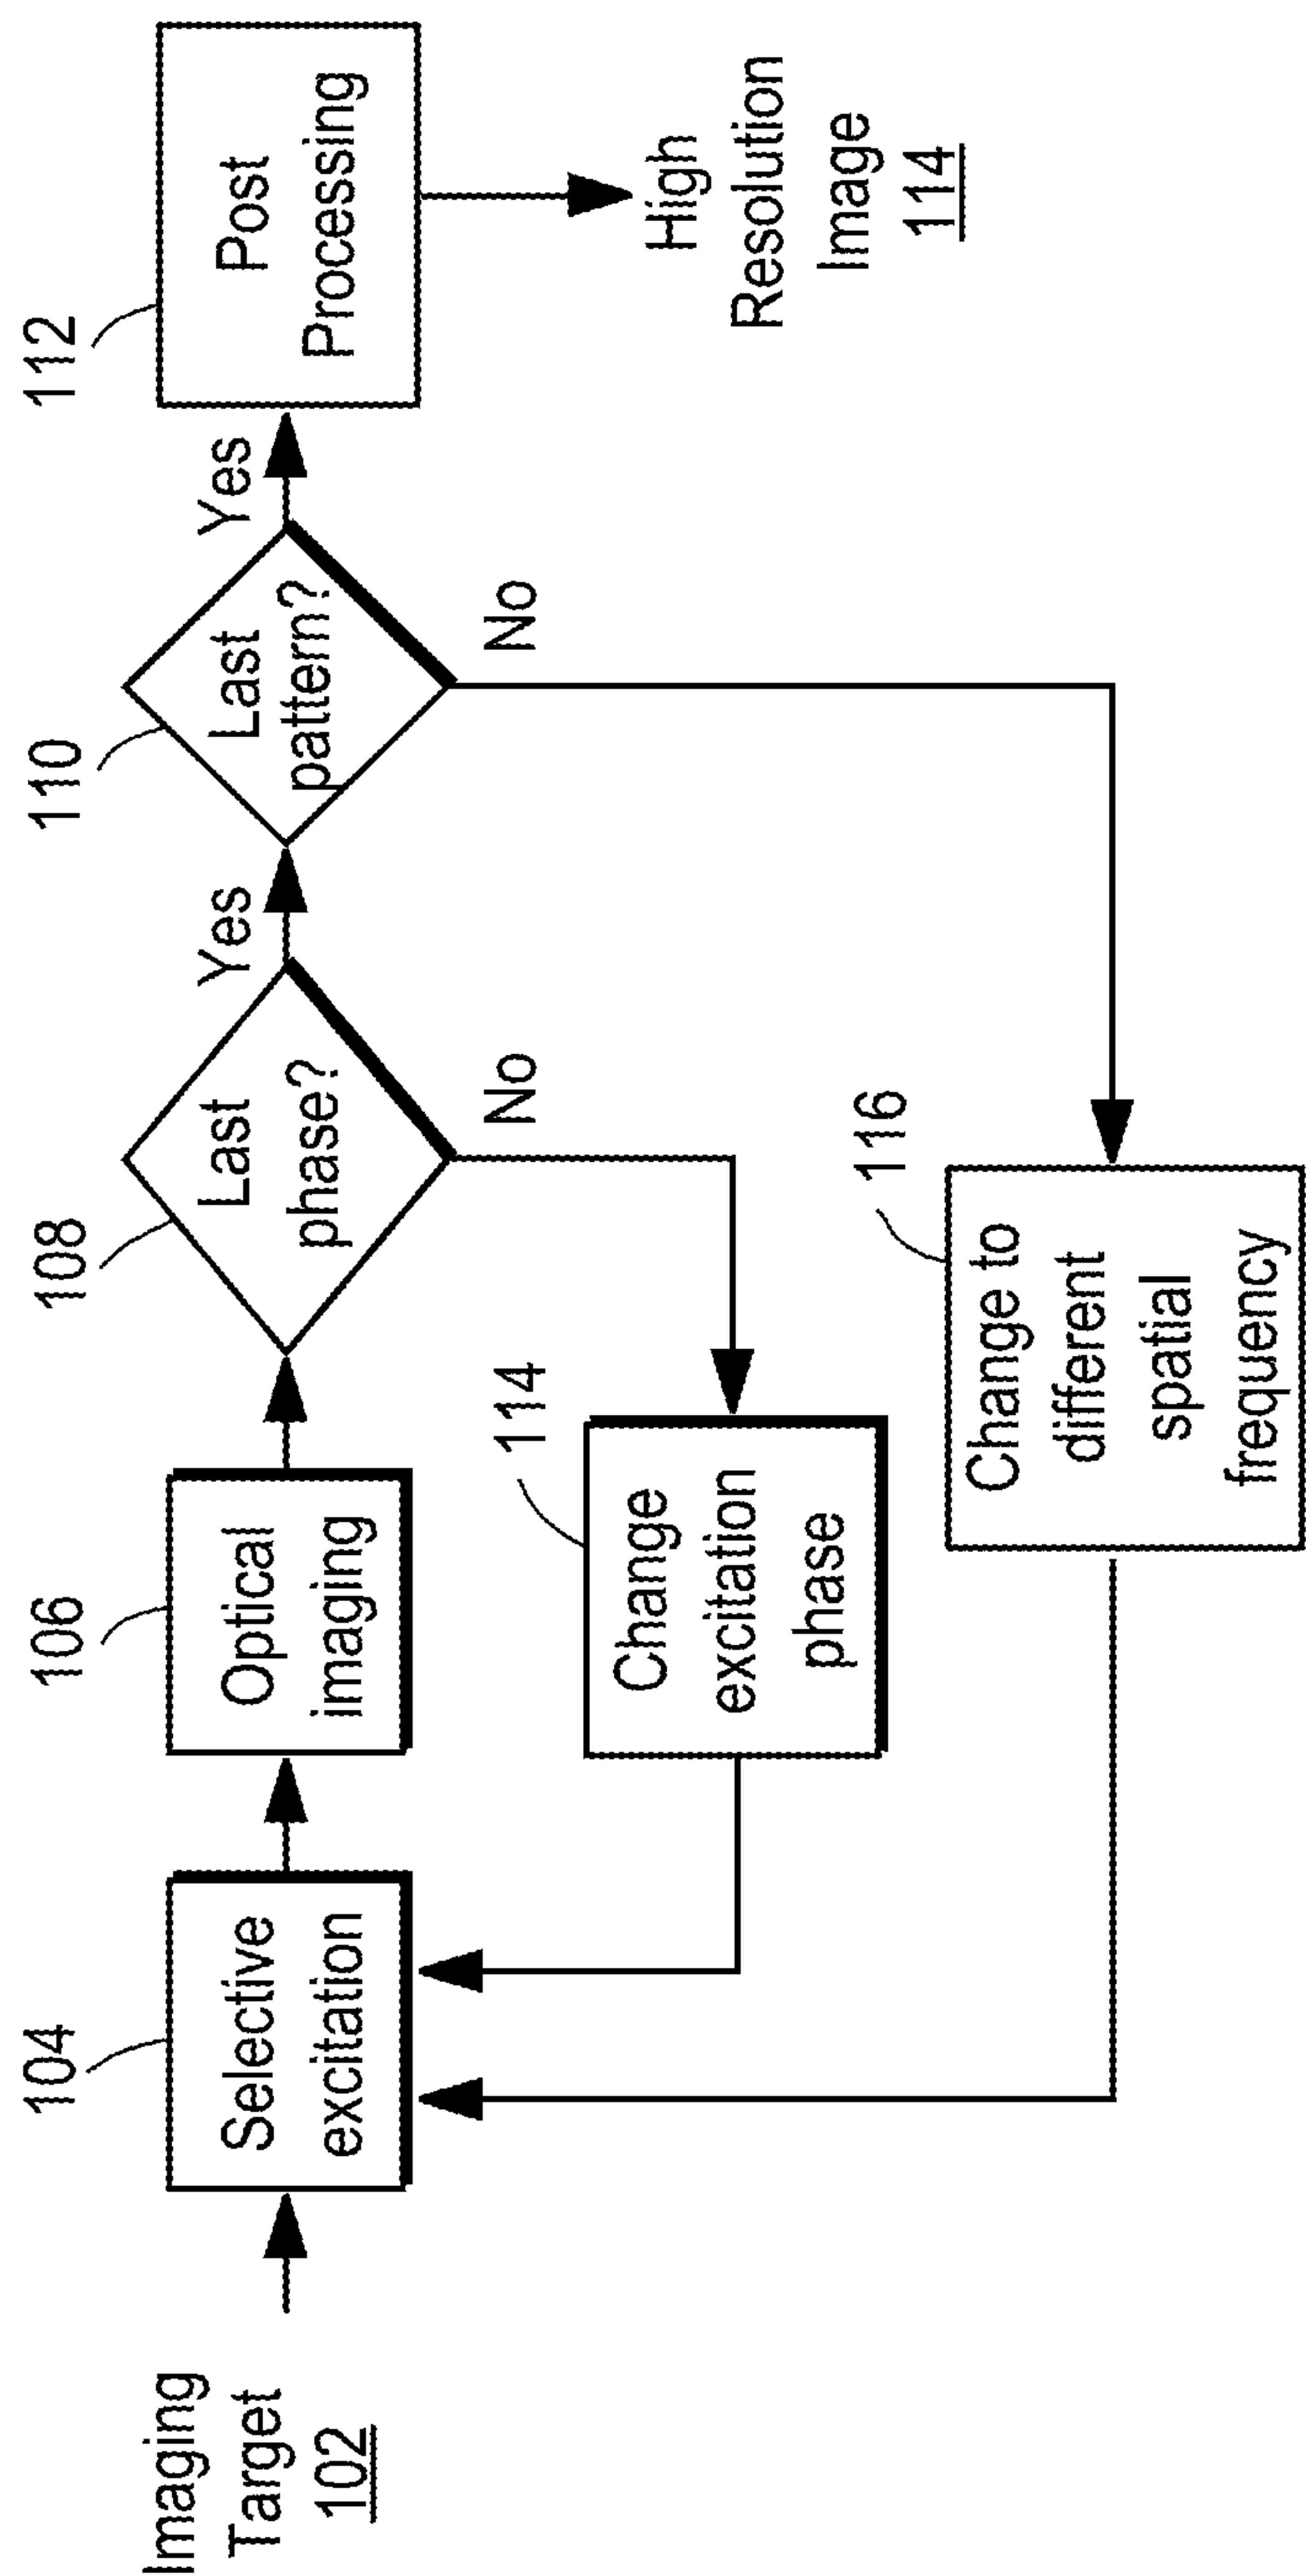 Imaging
Target
102
104
Selective
excitation
106
Optical
imaging
108
Last
phase?
Yes
No
110
Last
pattern?
Yes
No
112
Post
Processing
High
Resolution
Image
114
114
Change
excitation
phase
116
Change to
different
spatial
frequency